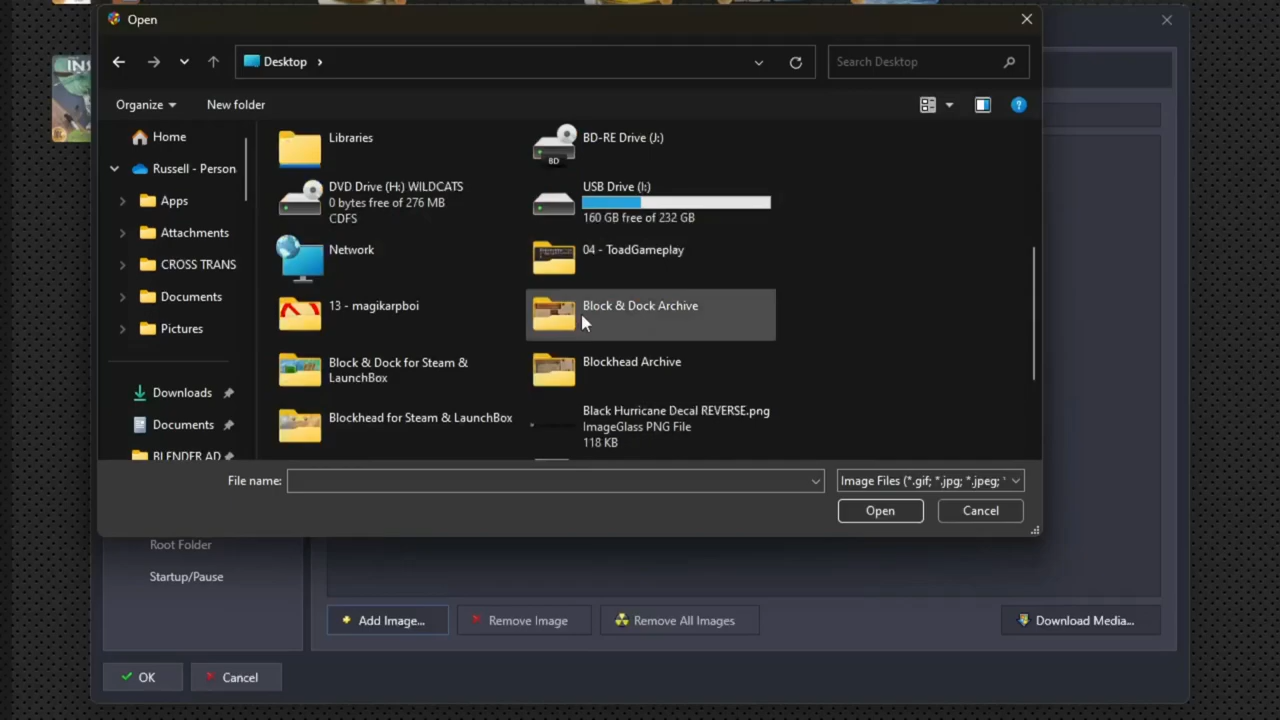 Open
INS
Desktop
Search Desktop
Organize
New folder
Home
Russell - Person
Apps
Attachments
CROSS TRANS
Documents
Pictures
Downloads
Documents
BLENDER AD
Libraries
BD-RE Drive (J:)
BD
DVD Drive (H:) WILDCATS
0 bytes free of 276 MB
CDFS
USB Drive (I:)
160 GB free of 232 GB
Network
04 - ToadGameplay
13 - magikarpboi
Block & Dock Archive
Block & Dock for Steam &
LaunchBox
Blockhead Archive
Blockhead for Steam & LaunchBox
Black Hurricane Decal REVERSE.png
ImageGlass PNG File
118 KB
File name:
Image Files (*.gif; *.jpg; *.jpeg; *
Open
Cancel
Root Folder
Startup/Pause
Add Image...
Remove Image
Remove All Images
Download Media...
OK
Cancel